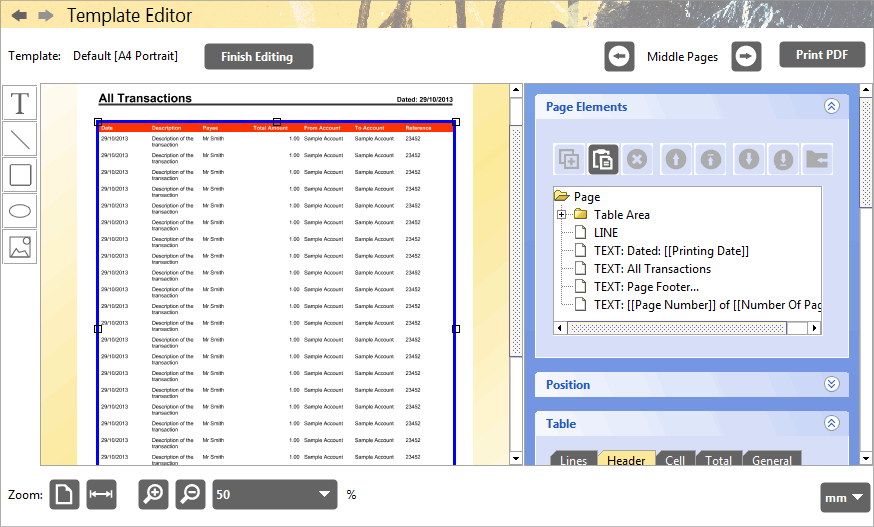 Template Editor
Template: Default [A4 Portrait] Finish Editing Middle Pages Print PDF
All Transactions Dated: 29/10/2013
Date Description Payee Total Amount From Account To Account Reference
29/10/2013 Description of the Mr Smith 1.00 Sample Account Sample Account 23452
transaction
29/10/2013 Description of the Mr Smith 1.00 Sample Account Sample Account 23452
transaction
29/10/2013 Description of the Mr Smith 1.00 Sample Account Sample Account 23452
transaction
29/10/2013 Description of the Mr Smith 1.00 Sample Account Sample Account 23452
transaction
29/10/2013 Description of the Mr Smith 1.00 Sample Account Sample Account 23452
transaction
29/10/2013 Description of the Mr Smith 1.00 Sample Account Sample Account 23452
transaction
29/10/2013 Description of the Mr Smith 1.00 Sample Account Sample Account 23452
transaction
29/10/2013 Description of the Mr Smith 1.00 Sample Account Sample Account 23452
transaction
29/10/2013 Description of the Mr Smith 1.00 Sample Account Sample Account 23452
transaction
29/10/2013 Description of the Mr Smith 1.00 Sample Account Sample Account 23452
transaction
29/10/2013 Description of the Mr Smith 1.00 Sample Account Sample Account 23452
transaction
29/10/2013 Description of the Mr Smith 1.00 Sample Account Sample Account 23452
transaction
29/10/2013 Description of the Mr Smith 1.00 Sample Account Sample Account 23452
transaction
29/10/2013 Description of the Mr Smith 1.00 Sample Account Sample Account 23452
transaction
29/10/2013 Description of the Mr Smith 1.00 Sample Account Sample Account 23452
transaction
29/10/2013 Description of the Mr Smith 1.00 Sample Account Sample Account 23452
transaction
29/10/2013 Description of the Mr Smith 1.00 Sample Account Sample Account 23452
transaction
29/10/2013 Description of the Mr Smith 1.00 Sample Account Sample Account 23452
transaction
29/10/2013 Description of the Mr Smith 1.00 Sample Account Sample Account 23452
transaction
29/10/2013 Description of the Mr Smith 1.00 Sample Account Sample Account 23452
transaction
T
Page Elements
Page
Table Area
LINE
TEXT: Dated: [[Printing Date]]
TEXT: All Transactions
TEXT: Page Footer...
TEXT: [[Page Number]] of [[Number Of Pag
Position
Table
Lines Header Cell Total General
Zoom: 50 % mm